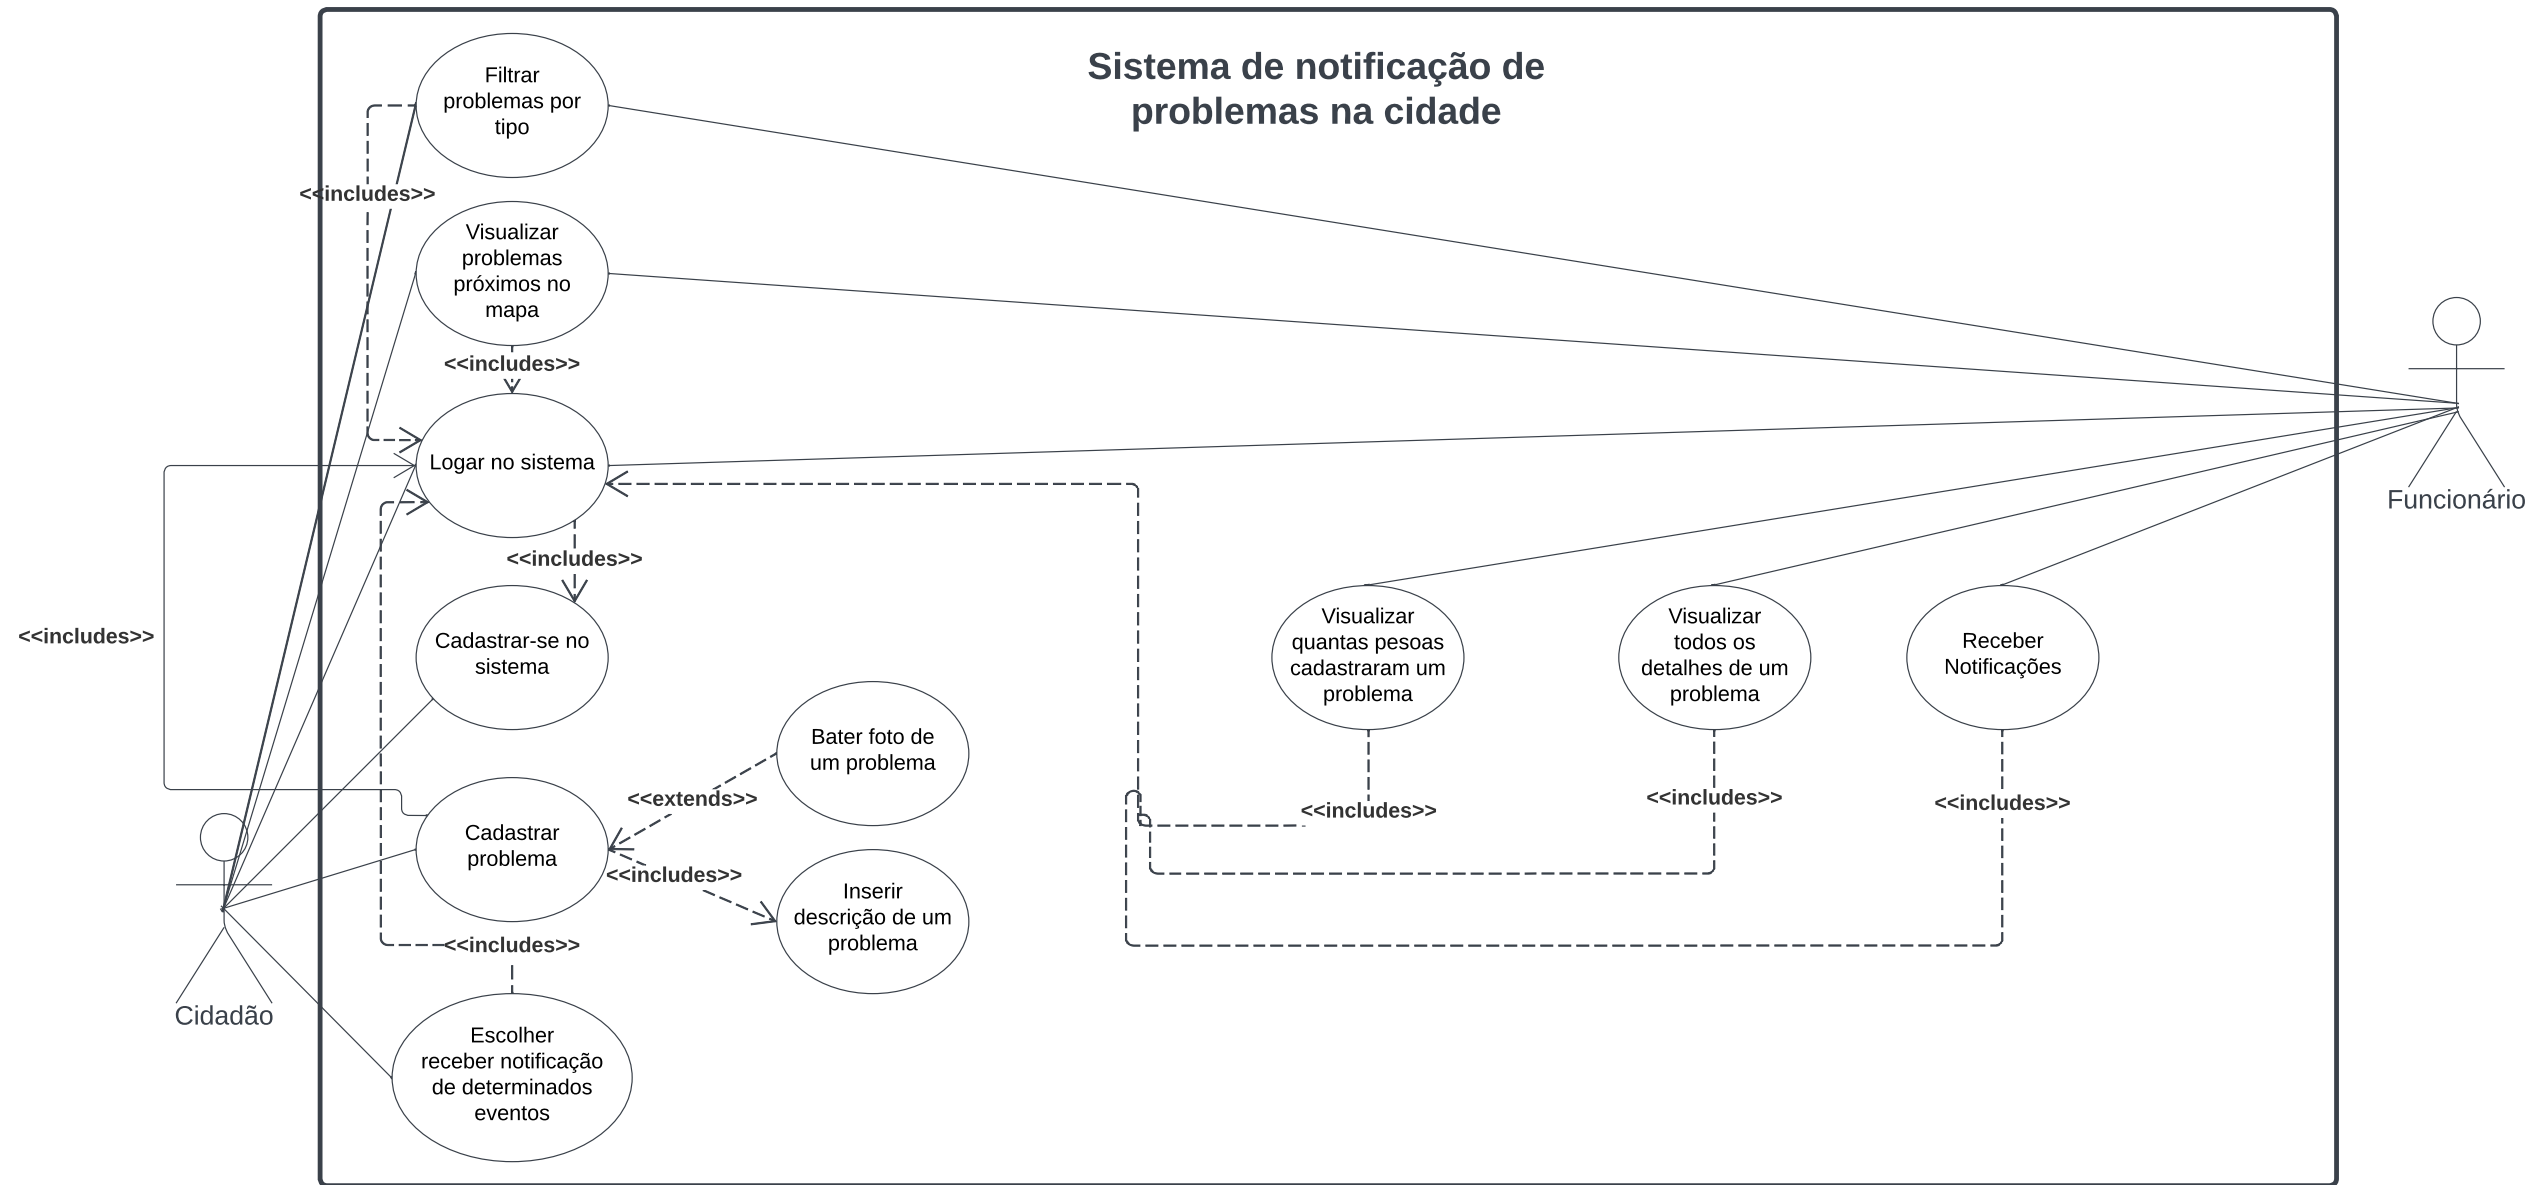 Sistema de notificação de
problemas na cidade
Filtrar
problemas por
tipo
<<includes>>
Visualizar
problemas
próximos no
mapa
<<includes>>
Logar no sistema
<<includes>>
<<includes>>
Cadastrar-se no
sistema
Cadastrar
problema
<<extends>>
Bater foto de
um problema
<<includes>>
Inserir
descrição de um
problema
<<includes>>
Escolher
receber notificação
de determinados
eventos
Cidadão
Visualizar
quantas pesoas
cadastraram um
problema
<<includes>>
Visualizar
todos os
detalhes de um
problema
<<includes>>
Receber
Notificações
<<includes>>
Funcionário